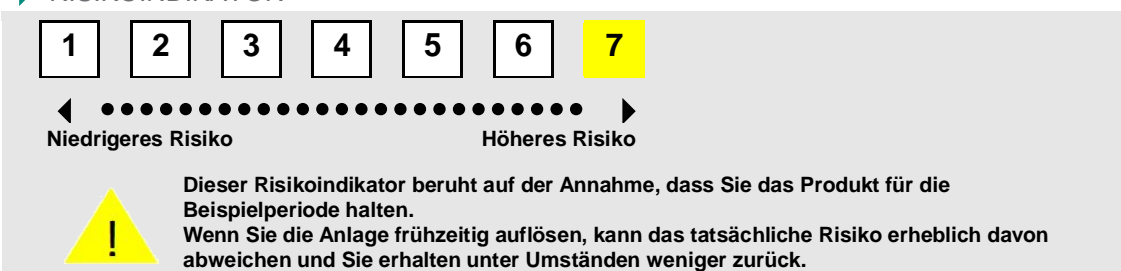 RISIKOINDIKATOR
1 2 3 4 5 6 7
Niedrigeres Risiko Höheres Risiko
Dieser Risikoindikator beruht auf der Annahme, dass Sie das Produkt für die
Beispielperiode halten.
! Wenn Sie die Anlage frühzeitig auflösen, kann das tatsächliche Risiko erheblich davon
abweichen und Sie erhalten unter Umständen weniger zurück.